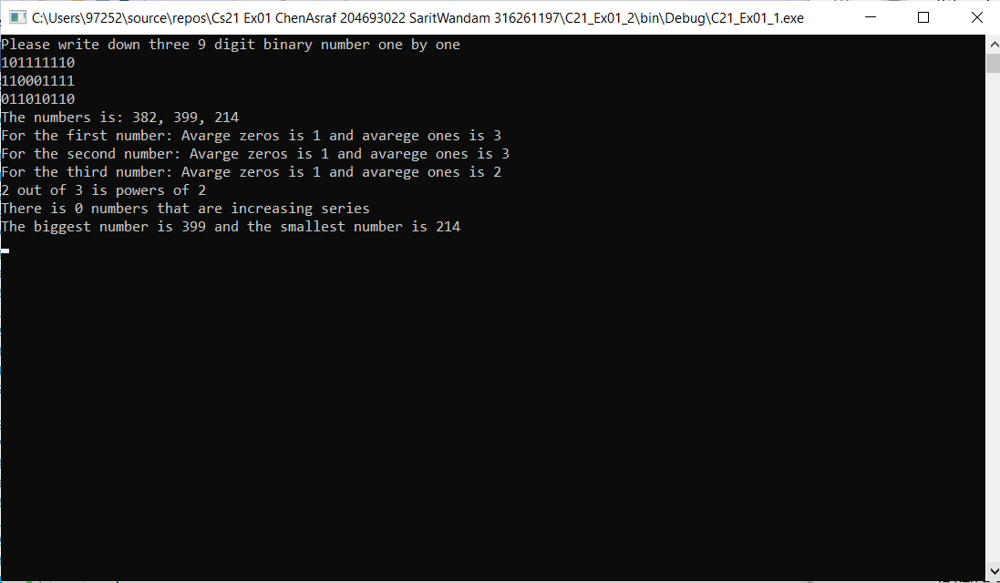 C:\Users\97252\source\repos\Cs21 Ex01 ChenAsraf 204693022 SaritWandam 316261197\C21_Ex01_2\bin\Debug\C21_Ex01_1.exe
Please write down three 9 digit binary number one by one
101111110
110001111
011010110
The numbers is: 382, 399, 214
For the first number: Avarge zeros is 1 and avarege ones is 3
For the second number: Avarge zeros is 1 and avarege ones is 3
For the third number: Avarge zeros is 1 and avarege ones is 2
2 out of 3 is powers of 2
There is 0 numbers that are increasing series
The biggest number is 399 and the smallest number is 214